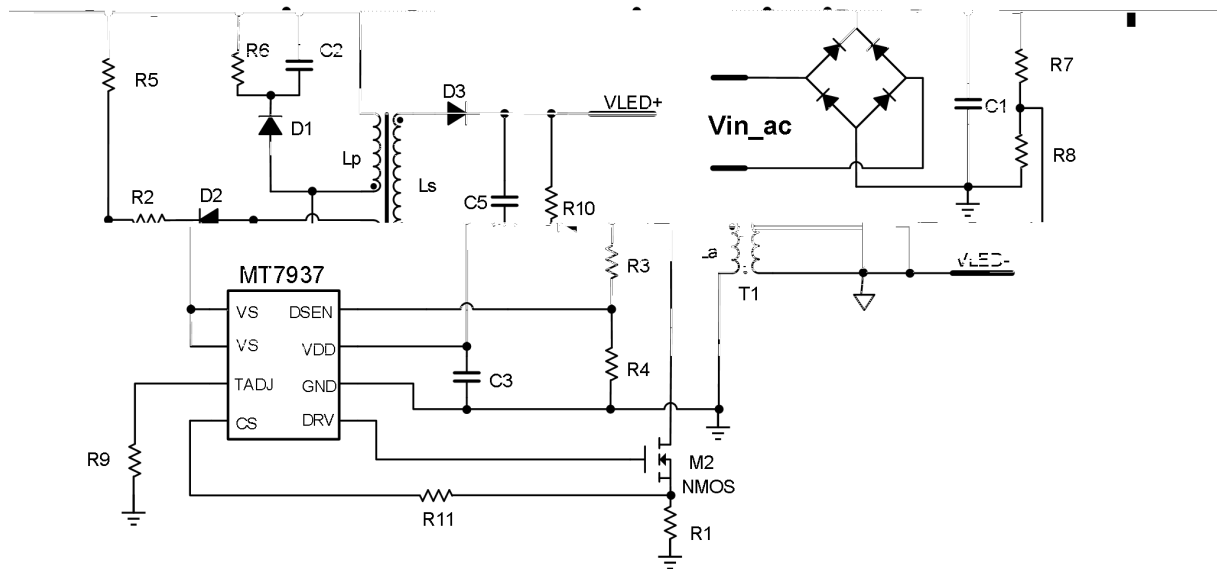 R6
C2
R5
D3
VLED+
R7
D1
C1
Vin_ac
Lp
R8
Ls
R2
D2
C5
R10
MT7937
R3
T1
VLED-
VS
DSEN
VS
VDD
R4
C3
TADJ
GND
CS
DRV
R9
M2
NMOS
R11
R1